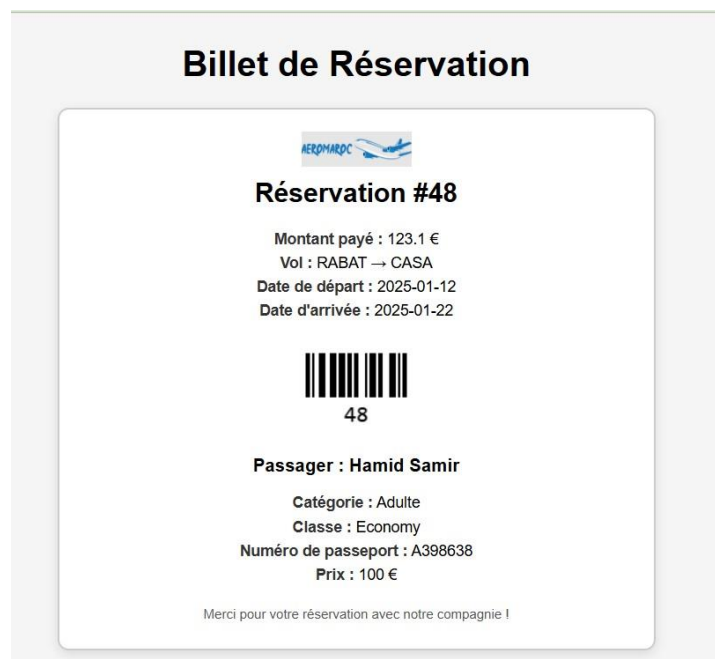 Billet de Réservation
AEROMAROC
Réservation #48
Montant payé : 123.1 €
Vol : RABAT → CASA
Date de départ : 2025-01-12
Date d'arrivée : 2025-01-22
48
Passager : Hamid Samir
Catégorie : Adulte
Classe : Economy
Numéro de passeport : A398638
Prix : 100 €
Merci pour votre réservation avec notre compagnie !